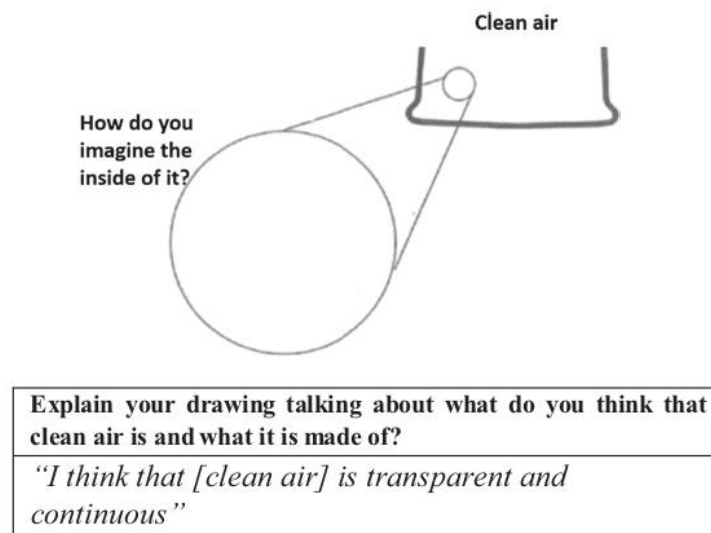 Clean air
How do you
imagine the
inside of it?
Explain your drawing talking about what do you think that
clean air is and what it is made of?
“I think that [clean air] is transparent and
continuous”